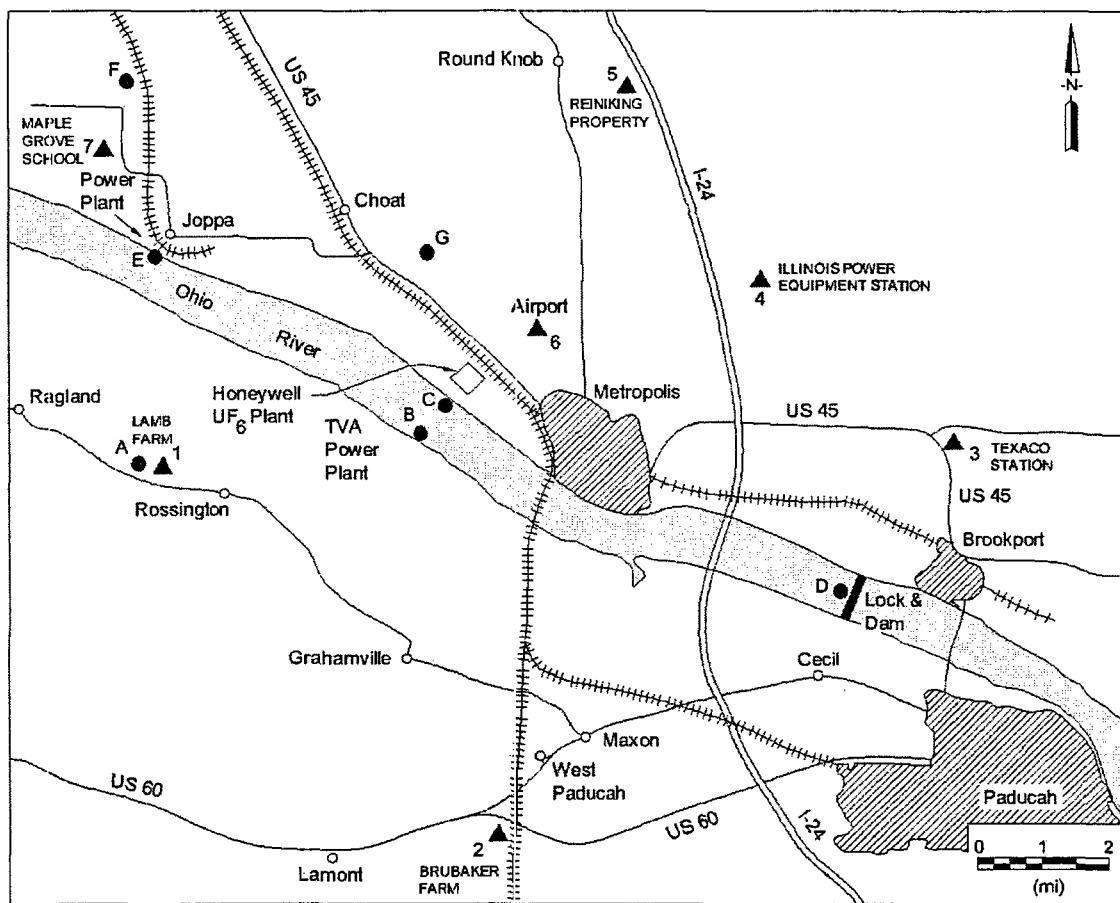 F
US 45
Round Knob
5
REINIKING
PROPERTY
-N-
MAPLE
GROVE
SCHOOL
7
Power
Plant
Joppa
Choat
G
I-24
E
Ohio
River
Airport
6
ILLINOIS POWER
EQUIPMENT STATION
4
Honeywell
UF6 Plant
C
B
TVA
Power
Plant
Metropolis
US 45
Ragland
LAMB
FARM
A
1
Rossington
3
TEXACO
STATION
US 45
Brookport
D
Lock &
Dam
Grahamville
Cecil
Maxon
West
Paducah
US 60
Paducah
US 60
I-24
Lamont
2
BRUBAKER
FARM
0 1 2
(mi)